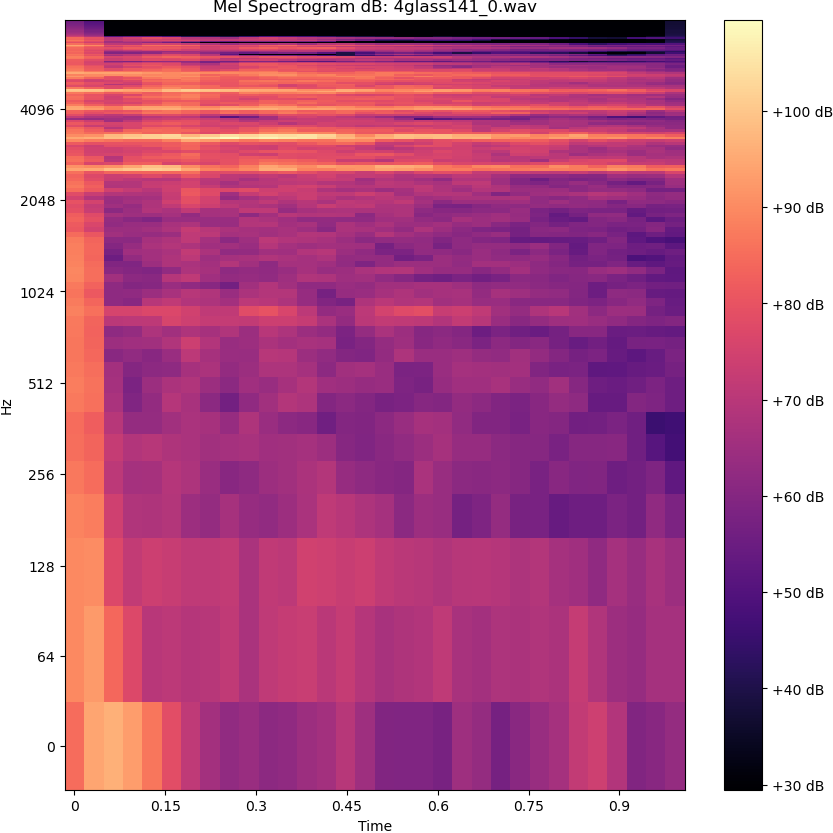 Mel Spectrogram dB: 4glass141_0.wav
Hz
4096
2048
1024
512
256
128
64
0
0 0.15 0.3 0.45 0.6 0.75 0.9
Time
+100 dB
+90 dB
+80 dB
+70 dB
+60 dB
+50 dB
+40 dB
+30 dB